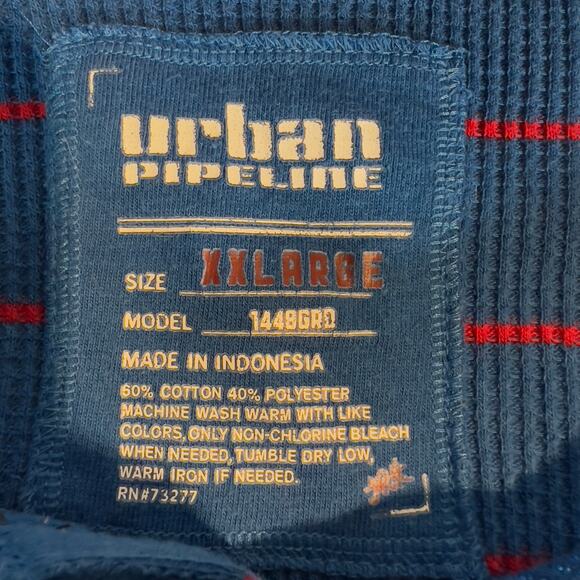 urban
PIPELINE
SIZE XXLARGE
MODEL 1448GRD
MADE IN INDONESIA
60% COTTON 40% POLYESTER
MACHINE WASH WARM WITH LIKE
COLORS, ONLY NON-CHLORINE BLEACH
WHEN NEEDED, TUMBLE DRY LOW,
WARM IRON IF NEEDED.
RN#73277